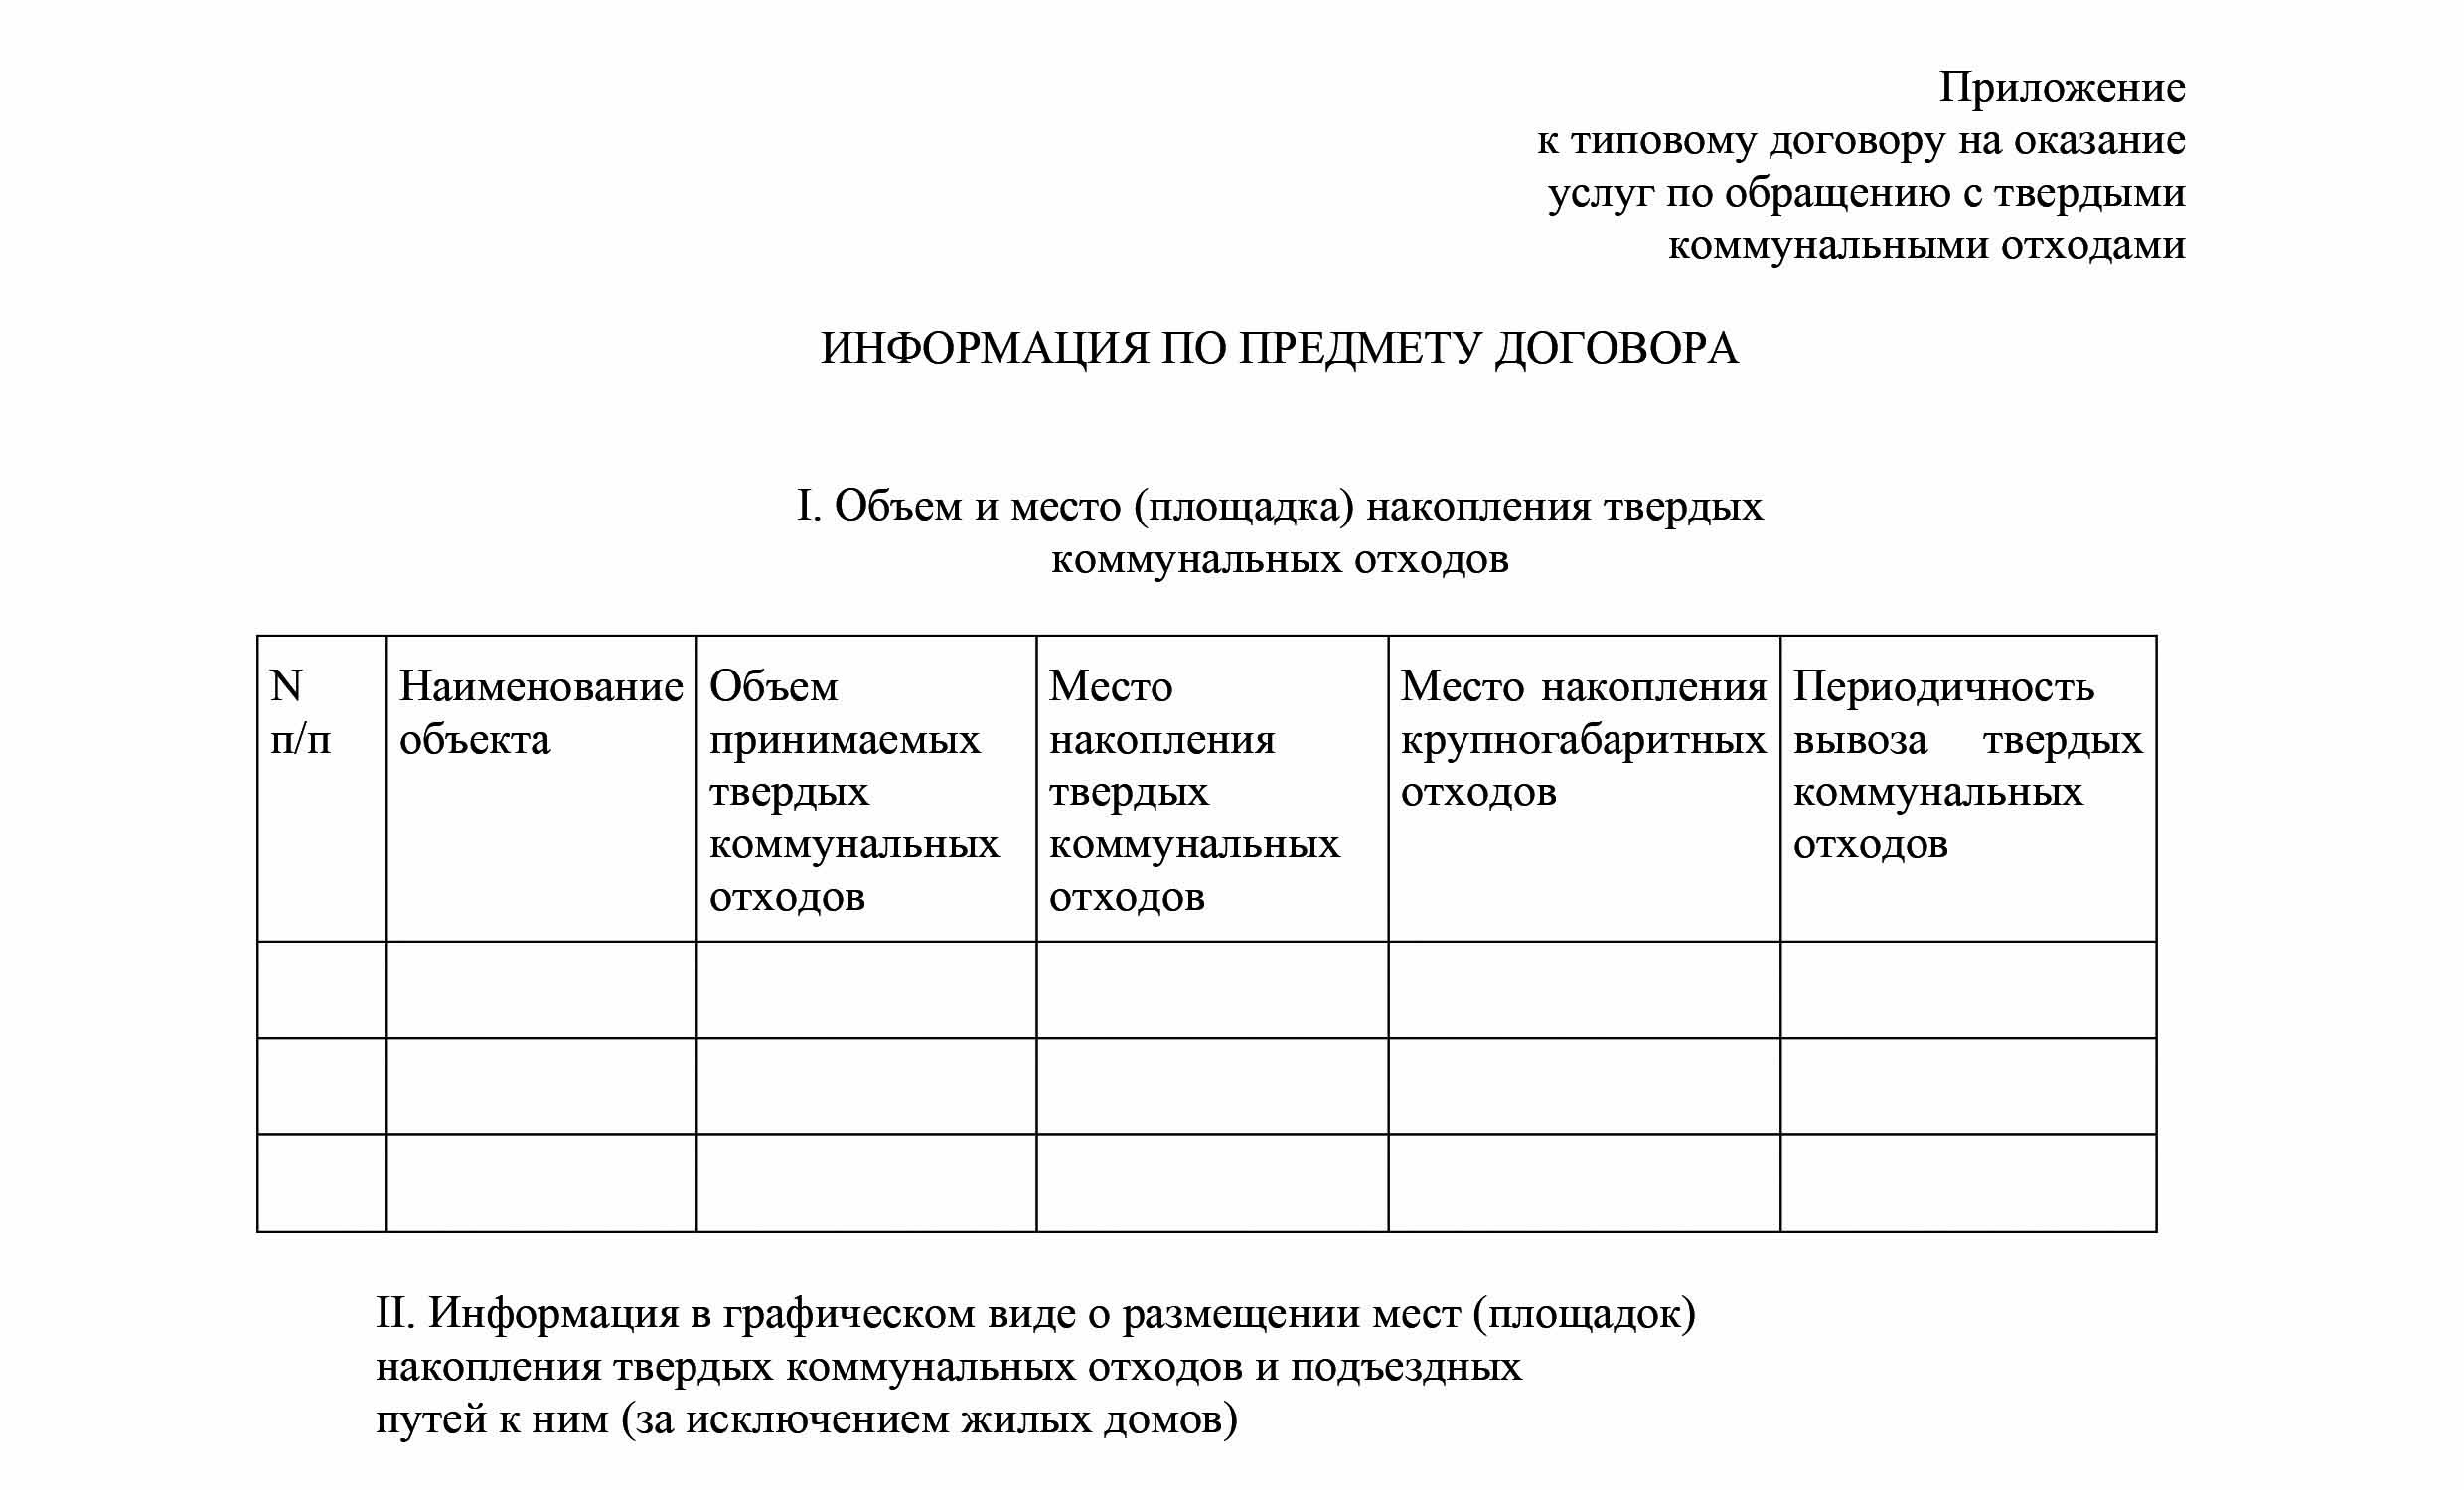 Приложение
к типовому договору на оказание
услуг по обращению с твердыми
коммунальными отходами
ИНФОРМАЦИЯ ПО ПРЕДМЕТУ ДОГОВОРА
I. Объем и место (площадка) накопления твердых
коммунальных отходов
N
п/п
Наименование
объекта
Объем
принимаемых
твердых
коммунальных
отходов
Место
накопления
твердых
коммунальных
отходов
Место накопления
крупногабаритных
отходов
Периодичность
вывоза твердых
коммунальных
отходов
II. Информация в графическом виде о размещении мест (площадок)
накопления твердых коммунальных отходов и подъездных
путей к ним (за исключением жилых домов)